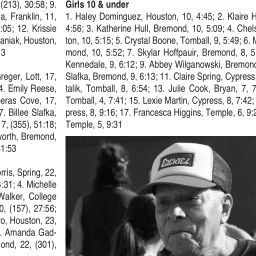 (213), 30:58; 9.
a, Franklin, 11,
:05; 12. Krissie
aniak, Houston,
3
reger, Lott, 17,
4. Emily Reese,
eras Cove, 17,
7. Billee Slafka,
7, (355), 51:18;
worth, Bremond,
1:53
rris, Spring, 22,
:31; 4. Michelle
Walker, College
0, (157), 27:56;
o, Houston, 23,
. Amanda Gad-
ond, 22, (301),
Girls 10 & under
1. Haley Dominguez, Houston, 10, 4:45; 2. Klaire H
4:56; 3. Katherine Hull, Bremond, 10, 5:09; 4. Chels
ton, 10, 5:15; 5. Crystal Boone, Tomball, 9, 5:49; 6. M
mond, 10, 5:52; 7. Skylar Hoffpauir, Bremond, 8, 5
Kennedale, 9, 6:12; 9. Abbey Wilganowski, Bremond
Slafka, Bremond, 9, 6:13; 11. Claire Spring, Cypress
talik, Tomball, 8, 6:54; 13. Julie Cook, Bryan, 7, 7
Tomball, 4, 7:41; 15. Lexie Martin, Cypress, 8, 7:42;
press, 8, 9:16; 17. Francesca Higgins, Temple, 6, 9:2
Temple, 5, 9:31